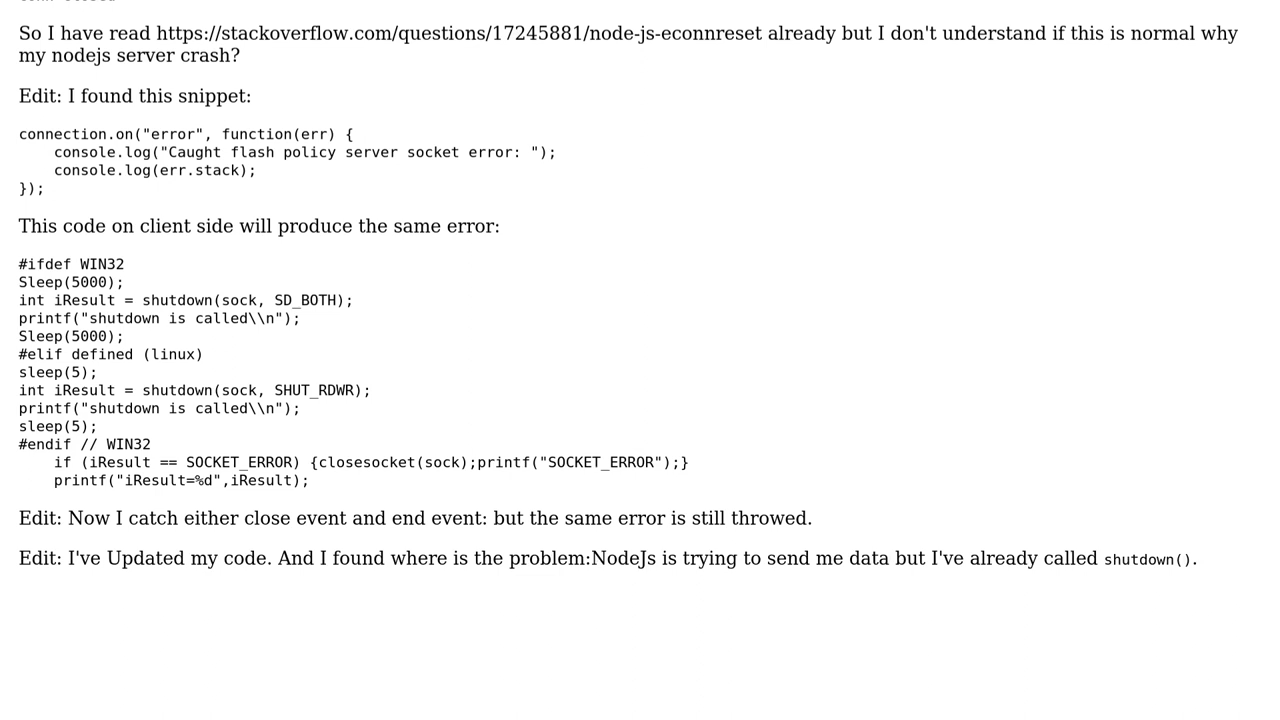 So I have read https://stackoverflow.com/questions/17245881/node-js-econnreset already but I don't understand if this is normal why
my nodejs server crash?
Edit: I found this snippet:
connection.on("error", function(err) {
    console.log("Caught flash policy server socket error: ");
    console.log(err.stack);
});
This code on client side will produce the same error:
#ifdef WIN32
Sleep(5000);
int iResult = shutdown(sock, SD_BOTH);
printf("shutdown is called\\n");
Sleep(5000);
#elif defined (linux)
sleep(5);
int iResult = shutdown(sock, SHUT_RDWR);
printf("shutdown is called\\n");
sleep(5);
#endif // WIN32
    if (iResult == SOCKET_ERROR) {closesocket(sock);printf("SOCKET_ERROR");}
    printf("iResult=%d",iResult);
Edit: Now I catch either close event and end event: but the same error is still throwed.
Edit: I've Updated my code. And I found where is the problem:NodeJs is trying to send me data but I've already called shutdown().